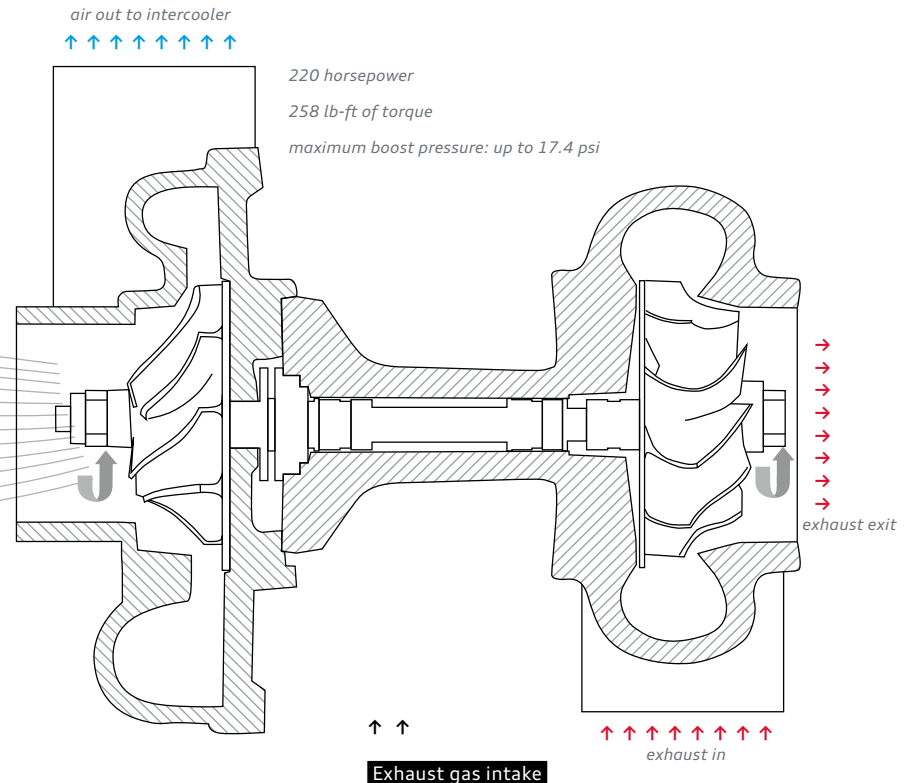 air out to intercooler
220 horsepower
258 lb-ft of torque
maximum boost pressure: up to 17.4 psi
exhaust exit
exhaust in
Exhaust gas intake